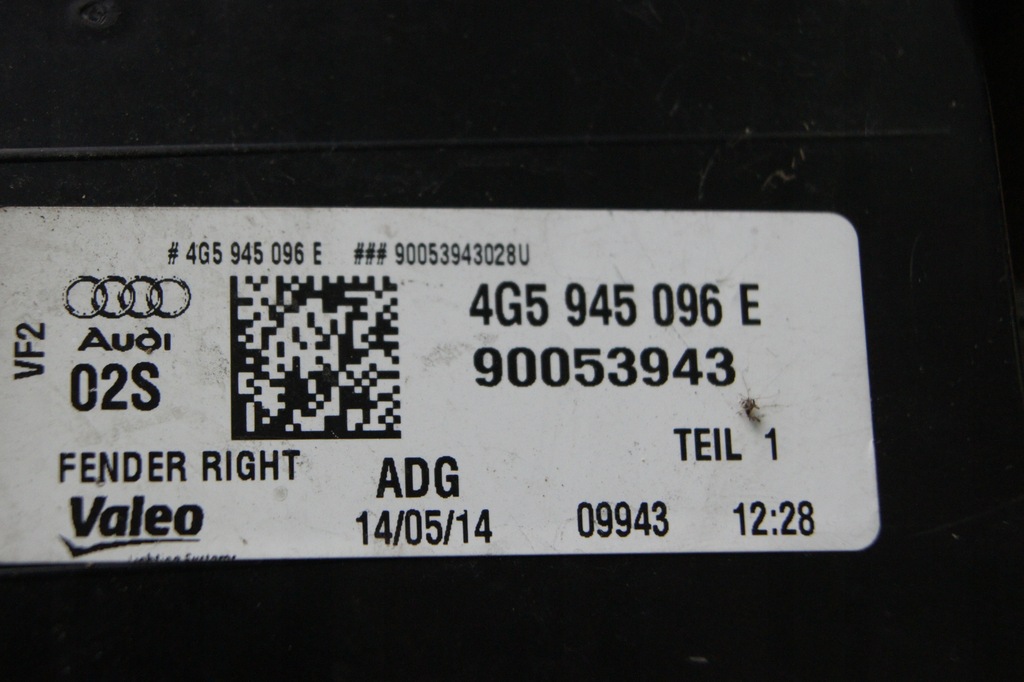 # 4G5 945 096 E ### 90053943028U
VF2
Audi
02S
4G5 945 096 E
90053943
TEIL 1
FENDER RIGHT
ADG
Valeo
14/05/14 09943 12:28